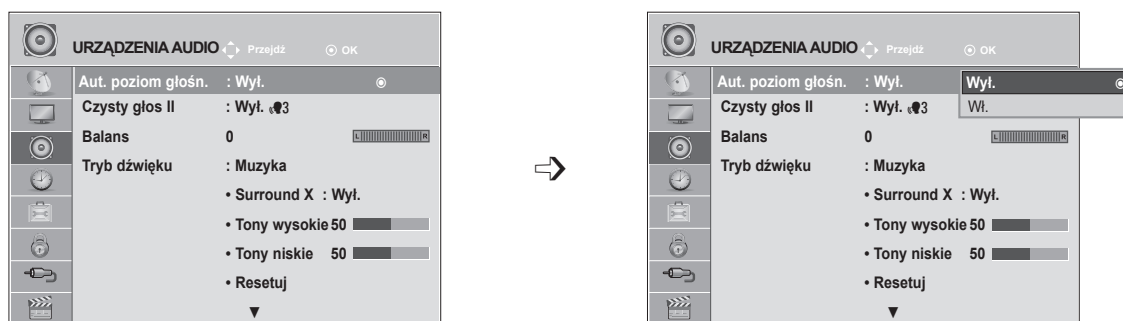 URZĄDZENIA AUDIO Przejdź OK
Aut. poziom głośn. : Wył.
Czysty głos II : Wył. 3
Balans 0 L R
Tryb dźwięku : Muzyka
• Surround X : Wył.
• Tony wysokie 50
• Tony niskie 50
• Resetuj
▼
URZĄDZENIA AUDIO Przejdź OK
Aut. poziom głośn. : Wył.
Wył.
Wł.
Czysty głos II : Wył. 3
Balans 0 L R
Tryb dźwięku : Muzyka
• Surround X : Wył.
• Tony wysokie 50
• Tony niskie 50
• Resetuj
▼